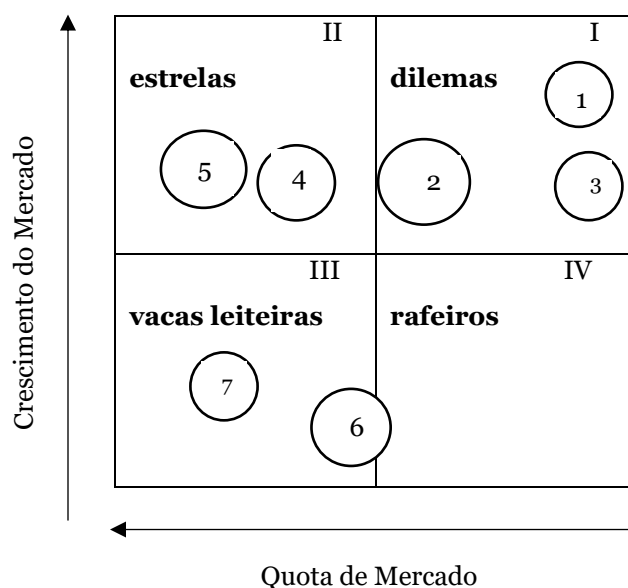 II
I
estrelas
dilemas
1
5
4
2
3
III
IV
vacas leiteiras
rafeiros
7
6
Crescimento do Mercado
Quota de Mercado